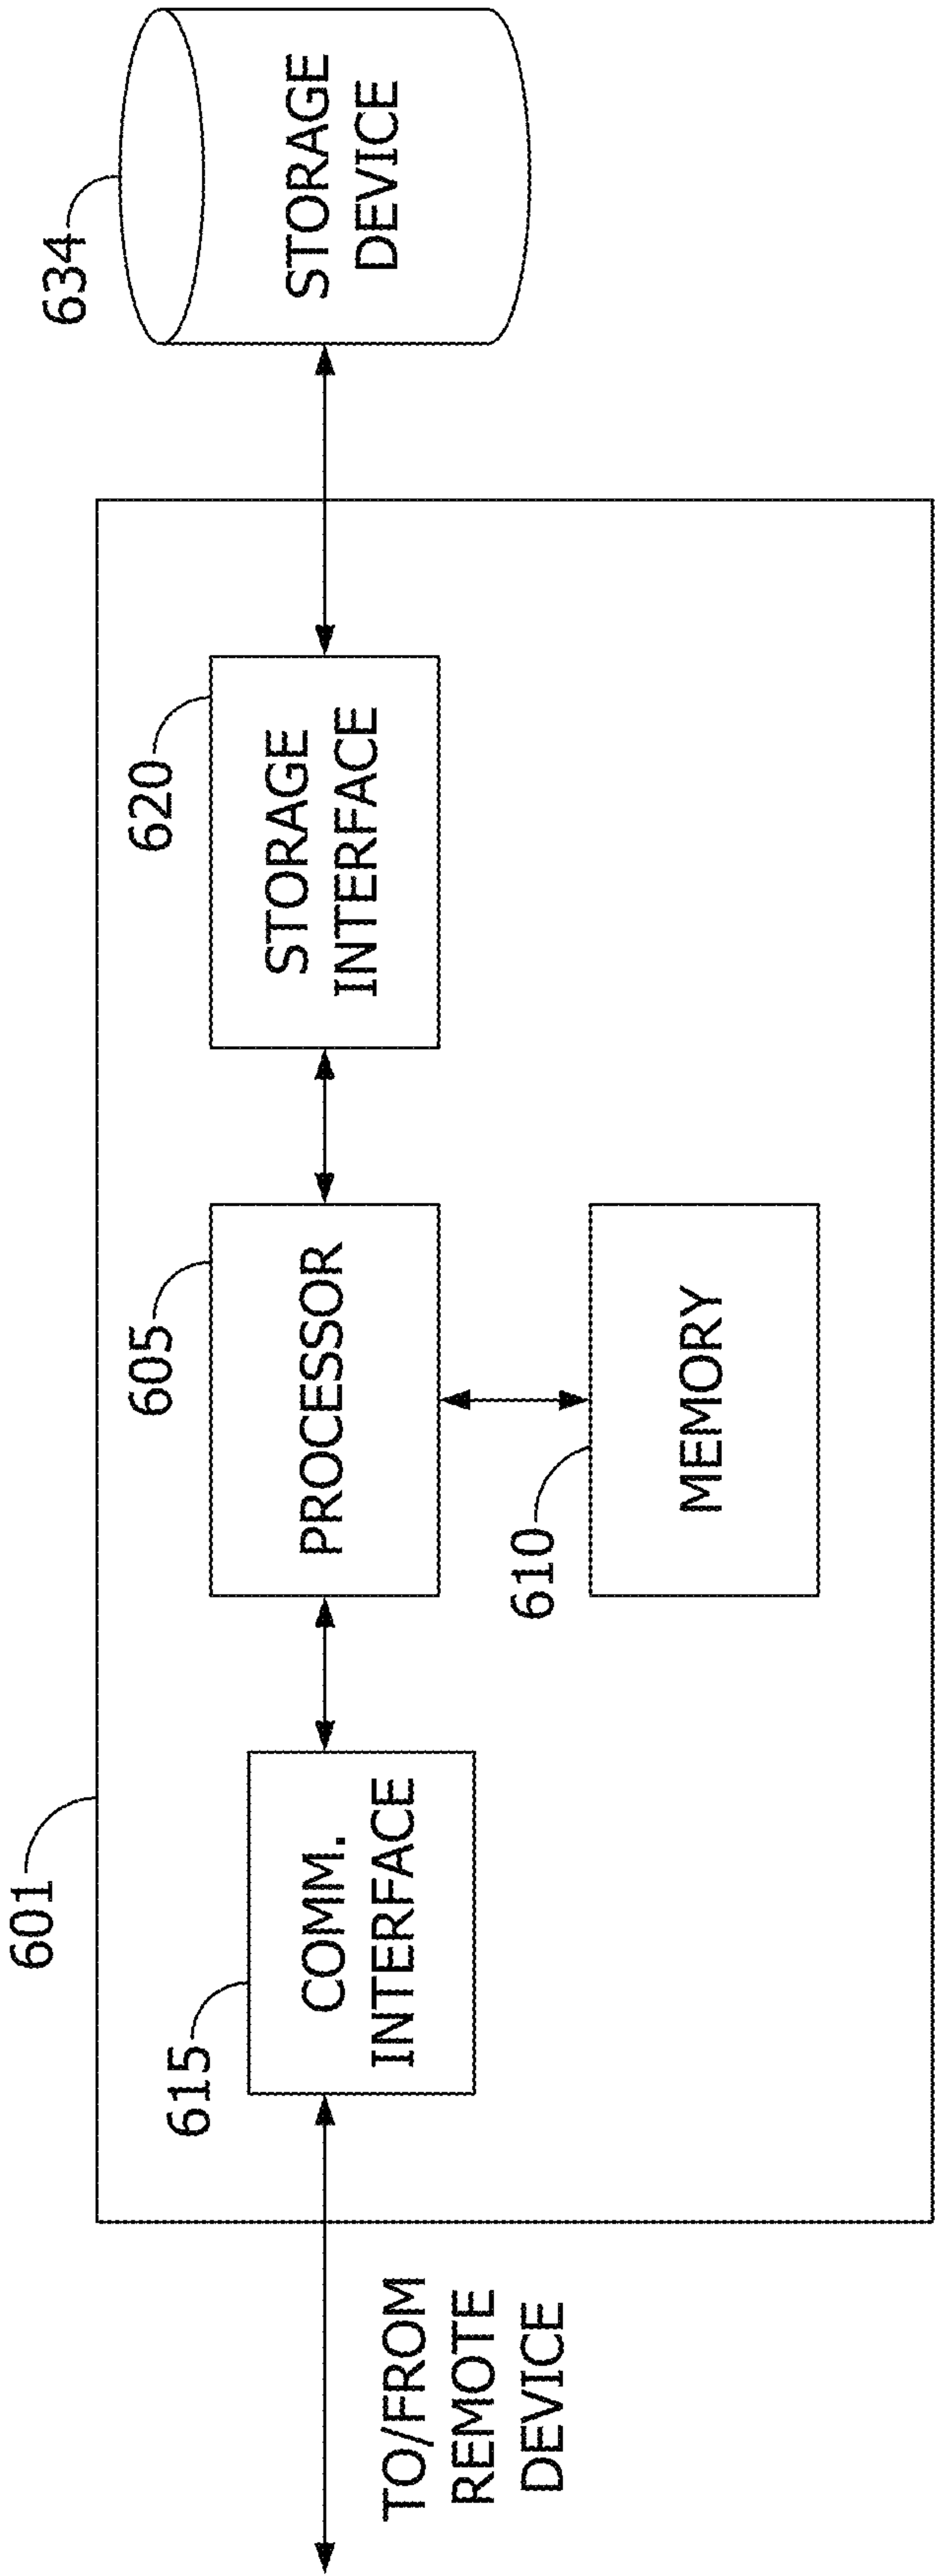 601
634
620
605
615
610
STORAGE
DEVICE
STORAGE
INTERFACE
PROCESSOR
COMM.
INTERFACE
MEMORY
TO/FROM
REMOTE
DEVICE